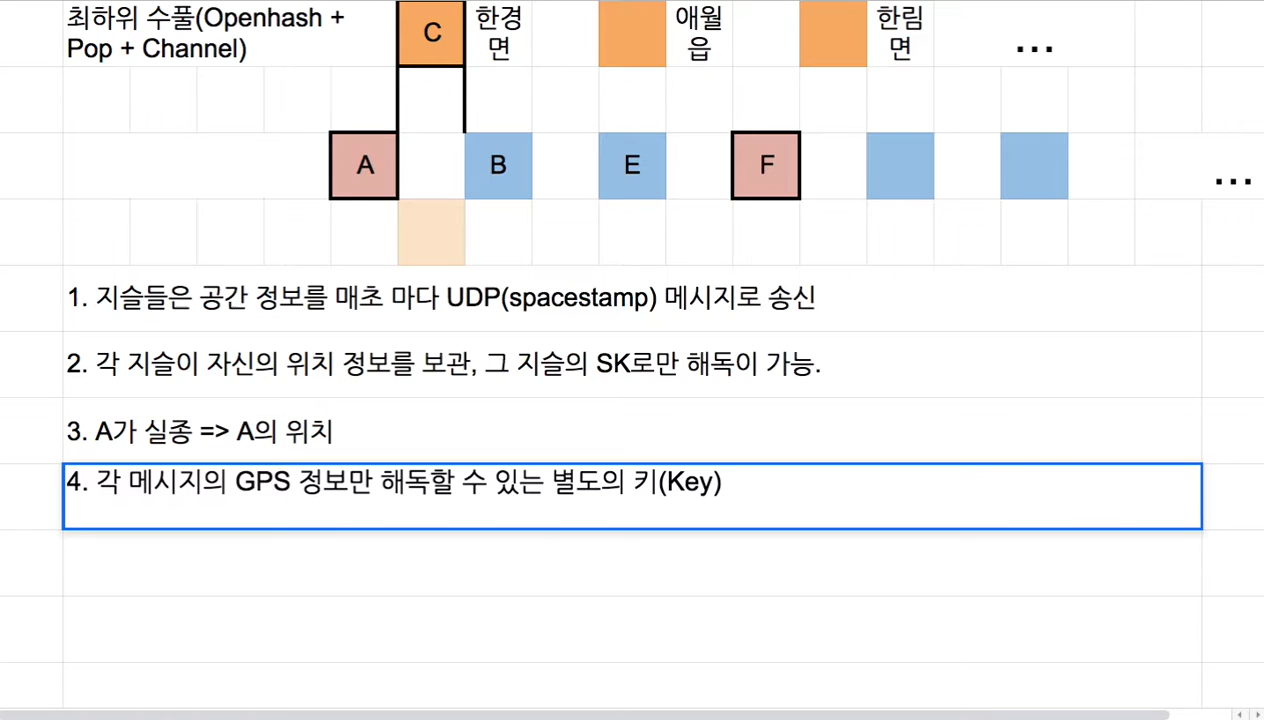 최하위 수풀(Openhash +
Pop + Channel)
C
한경
면
애월
읍
한림
면
...
A
B
E
F
...
1. 지슬들은 공간 정보를 매초 마다 UDP(spacestamp) 메시지로 송신
2. 각 지슬이 자신의 위치 정보를 보관, 그 지슬의 SK로만 해독이 가능.
3. A가 실종 => A의 위치
4. 각 메시지의 GPS 정보만 해독할 수 있는 별도의 키(Key)